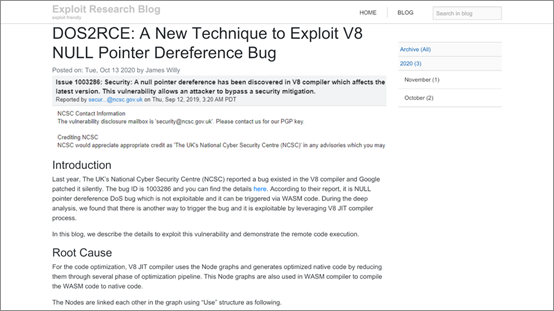 Exploit Research Blog
exploit friendly
HOME
BLOG
Search in blog
DOS2RCE: A New Technique to Exploit V8
NULL Pointer Dereference Bug
Posted on: Tue, Oct 13 2020 by James Willy
Issue 1003286: Security: A null pointer dereference has been discovered in V8 compiler which affects the
latest version. This vulnerability allows an attacker to bypass a security mitigation.
Reported by secur...@ncsc.gov.uk on Thu, Sep 12, 2019, 3:20 AM PDT
NCSC Contact Information
The vulnerability disclosure mailbox is 'security@ncsc.gov.uk'. Please contact us for our PGP key.
Crediting NCSC
NCSC would appreciate appropriate credit as 'The UK's National Cyber Security Centre (NCSC)' in any advisories which you may
Introduction
Last year, The UK's National Cyber Security Centre (NCSC) reported a bug existed in the V8 compiler and Google
patched it silently. The bug ID is 1003286 and you can find the details here. According to their report, it is NULL
pointer dereference DoS bug which is not exploitable and it can be triggered via WASM code. During the deep
analysis, we found that there is another way to trigger the bug and it is exploitable by leveraging V8 JIT compiler
process.
In this blog, we describe the details to exploit this vulnerability and demonstrate the remote code execution.
Root Cause
For the code optimization, V8 JIT compiler uses the Node graphs and generates optimized native code by reducing
them through several phase of optimization pipeline. This Node graph are also used in WASM compiler to compile
the WASM code to native code.
The Nodes are linked each other in the graph using "Use" structure as following.
Archive (All)
2020 (3)
November (1)
October (2)